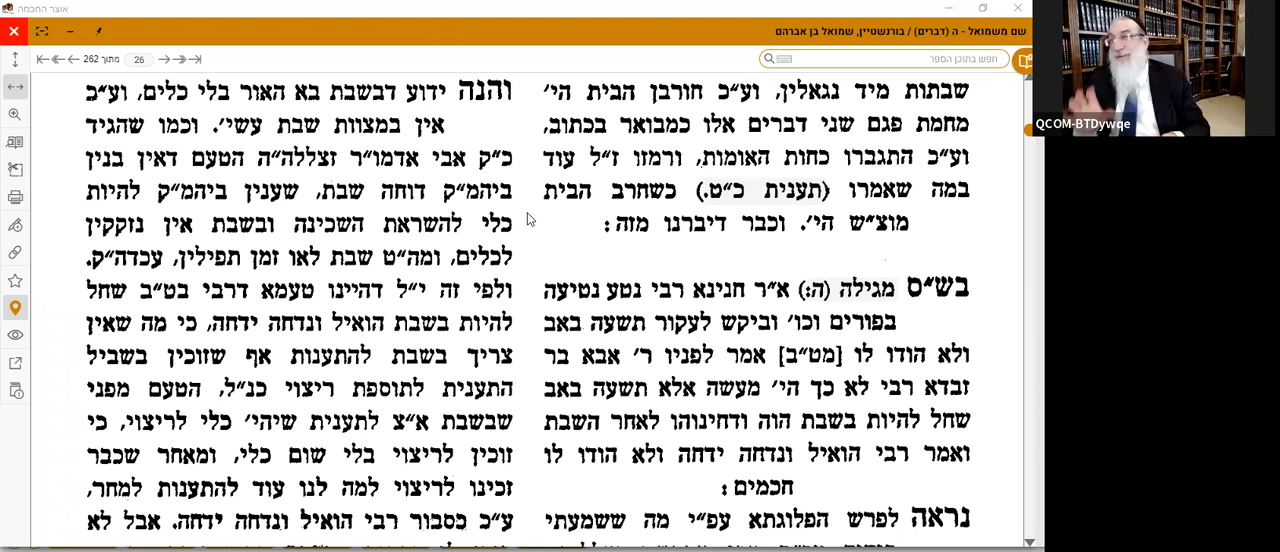 אוצר החכמה
שם משמואל - ה (דברים) / בורנשטיין, שמואל בן אברהם
חפש בתוכן הספר
26
מתוך 262
QCOM-BTDywqe
שבתות מיד נגאלין, וע״כ חורבן הבית הי׳
מחמת פגם שני דברים אלו כמבואר בכתוב,
וע״כ התגברו כחות האומות, ורמזו ז״ל עוד
במה שאמרו (תענית כ״ט.) כשחרב הבית
מוצ״ש הי׳. וכבר דיברנו מזה:
בש״ס מגילה (ה:) א״ר חנינא רבי נטע נטיעה
בפורים וכו׳ וביקש לעקור תשעה באב
ולא הודו לו [מט״ב] אמר לפניו ר׳ אבא בר
זבדא רבי לא כך הי׳ מעשה אלא תשעה באב
שחל להיות בשבת הוה ודחינוהו לאחר השבת
ואמר רבי הואיל ונדחה ידחה ולא הודו לו
חכמים:
נראה לפרש הפלוגתא עפ״י מה ששמעתי
והנה ידוע דבשבת בא האור בלי כלים, וע״כ
אין במצוות שבת עשי׳. וכמו שהגיד
כ״ק אבי אדמו״ר זצללה״ה הטעם דאין בנין
ביהמ״ק דוחה שבת, שענין ביהמ״ק להיות
כלי להשראת השכינה ובשבת אין נזקקין
לכלים, ומה״ט שבת לאו זמן תפילין, עכדה״ק.
ולפי זה י״ל דהיינו טעמא דרבי בט״ב שחל
להיות בשבת הואיל ונדחה ידחה, כי מה שאין
צריך בשבת להתענות אף שזוכין בשביל
התענית לתוספת ריצוי כנ״ל, הטעם מפני
שבשבת א״צ לתענית שיהי׳ כלי לריצוי, כי
זוכין לריצוי בלי שום כלי, ומאחר שכבר
זכינו לריצוי למה לנו עוד להתענות למחר,
ע״כ כסבור רבי הואיל ונדחה ידחה. אבל לא